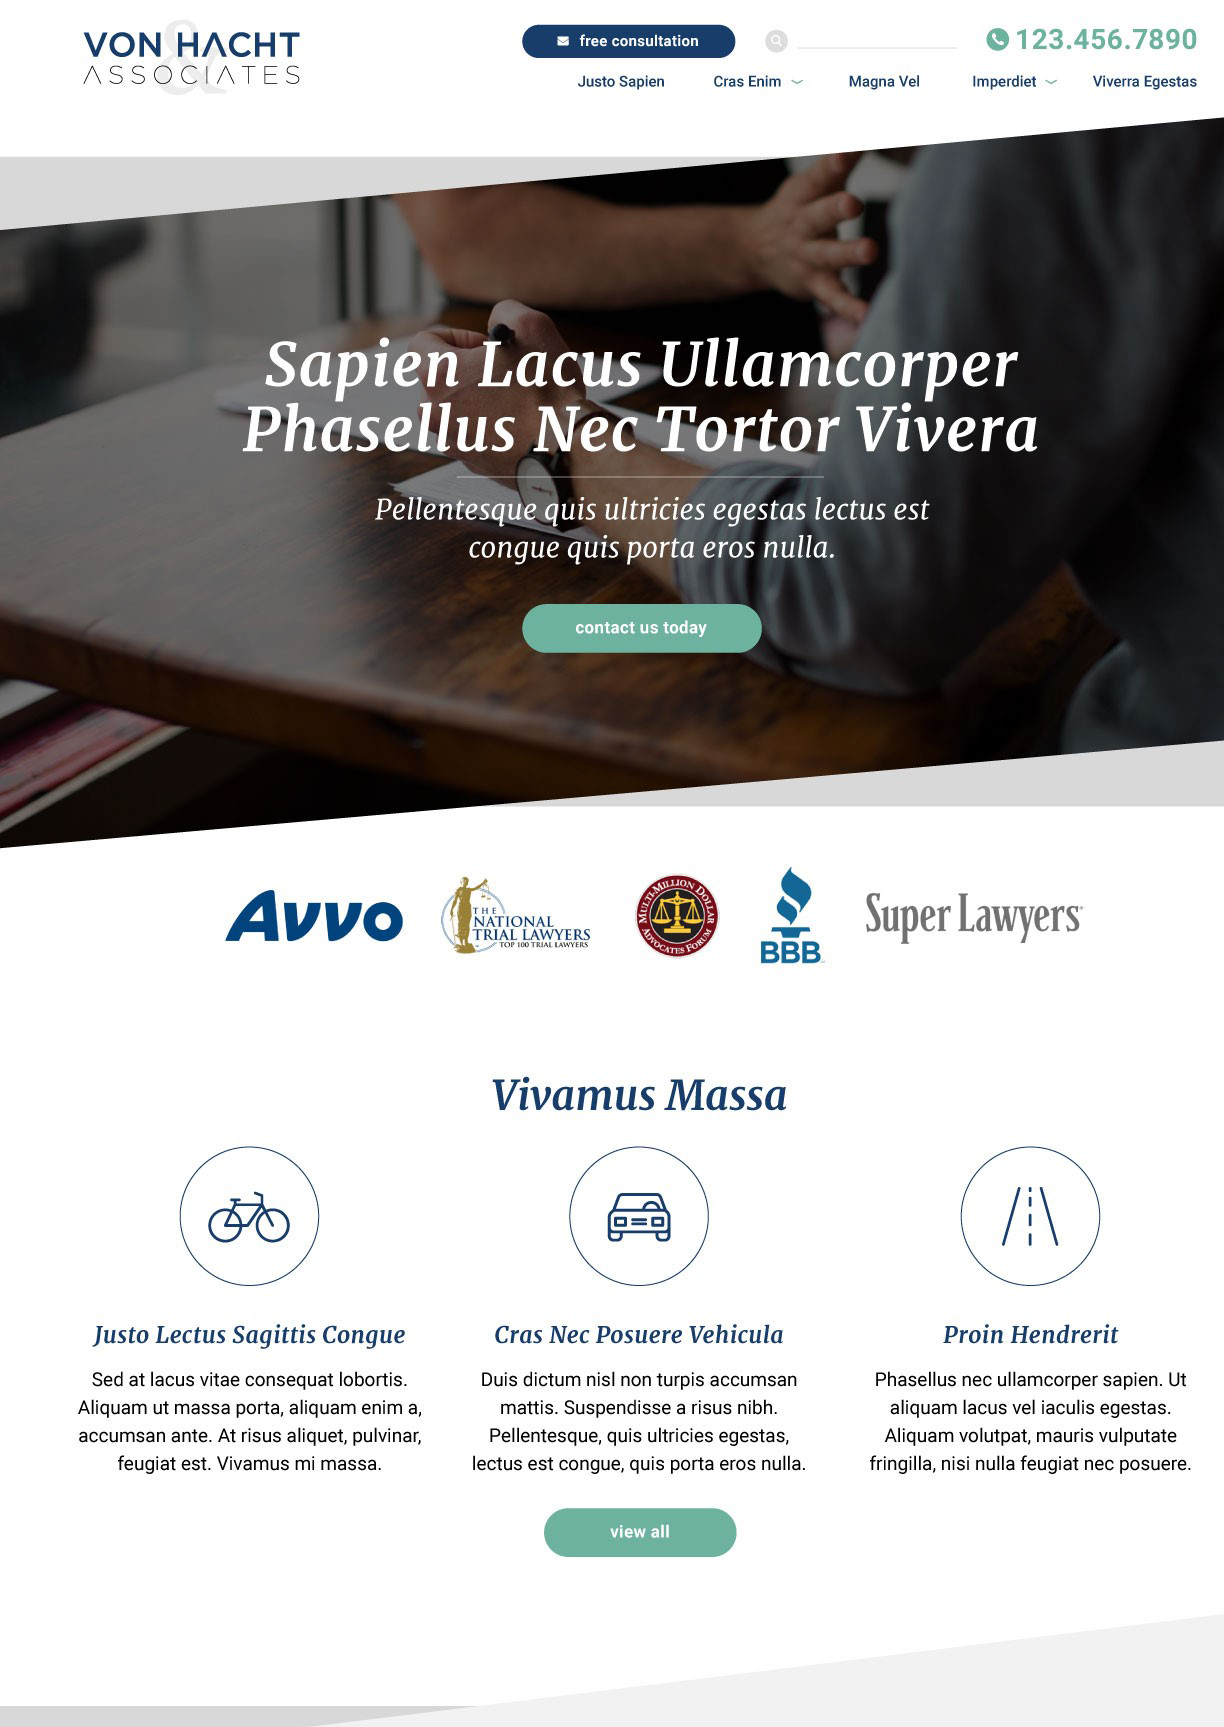 VON HACHT
&
ASSOCIATES
free consultation
123.456.7890
Justo Sapien
Cras Enim
Magna Vel
Imperdiet
Viverra Egestas
Sapien Lacus Ullamcorper
Phasellus Nec Tortor Vivera
Pellentesque quis ultricies egestas lectus est
congue quis porta eros nulla.
contact us today
Avvo
THE
NATIONAL
TRIAL LAWYERS
TOP 100 TRIAL LAWYERS
MULTI-MILLION DOLLAR
ADVOCATES FORUM
BBB
Super Lawyers
Vivamus Massa
Justo Lectus Sagittis Congue
Sed at lacus vitae consequat lobortis.
Aliquam ut massa porta, aliquam enim a,
accumsan ante. At risus aliquet, pulvinar,
feugiat est. Vivamus mi massa.
Cras Nec Posuere Vehicula
Duis dictum nisl non turpis accumsan
mattis. Suspendisse a risus nibh.
Pellentesque, quis ultricies egestas,
lectus est congue, quis porta eros nulla.
Proin Hendrerit
Phasellus nec ullamcorper sapien. Ut
aliquam lacus vel iaculis egestas.
Aliquam volutpat, mauris vulputate
fringilla, nisi nulla feugiat nec posuere.
view all